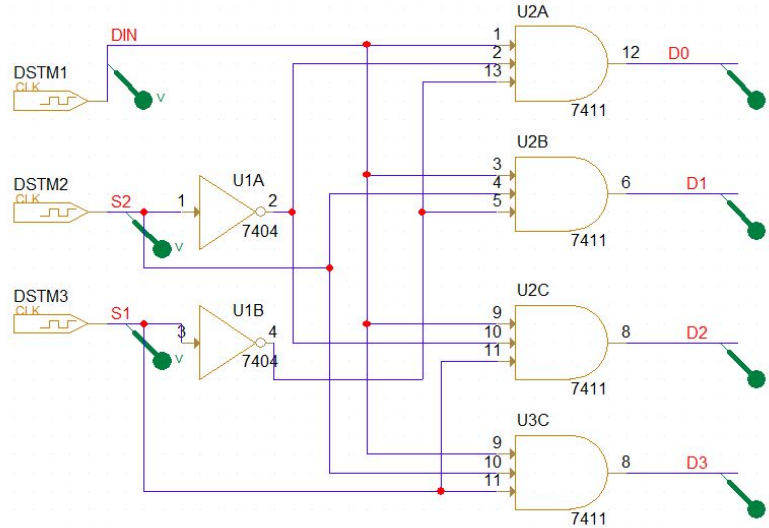 DSTM1
CLK
DIN
V
DSTM2
CLK
S2
V
1
U1A
2
7404
DSTM3
CLK
S1
V
3
U1B
4
7404
U2A
1
2
13
12
D0
7411
U2B
3
4
5
6
D1
7411
U2C
9
10
11
8
D2
7411
U3C
9
10
11
8
D3
7411